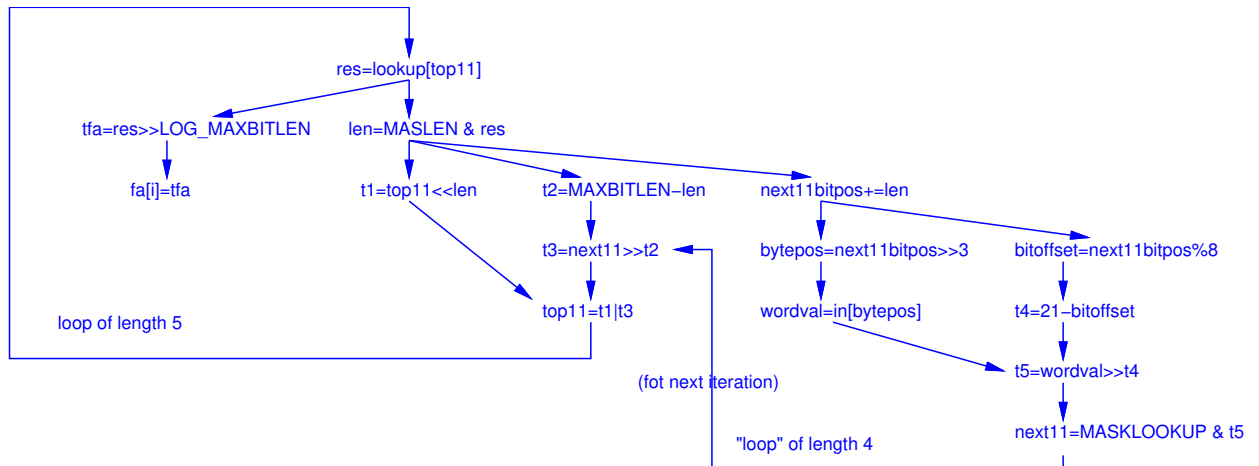 res=lookup[top11]
tfa=res>>LOG_MAXBITLEN
len=MASLEN & res
fa[i]=tfa
t1=top11<<len
t2=MAXBITLEN−len
next11bitpos+=len
t3=next11>>t2
bytepos=next11bitpos>>3
bitoffset=next11bitpos%8
top11=t1|t3
wordval=in[bytepos]
t4=21−bitoffset
loop of length 5
t5=wordval>>t4
(fot next iteration)
next11=MASKLOOKUP & t5
"loop" of length 4